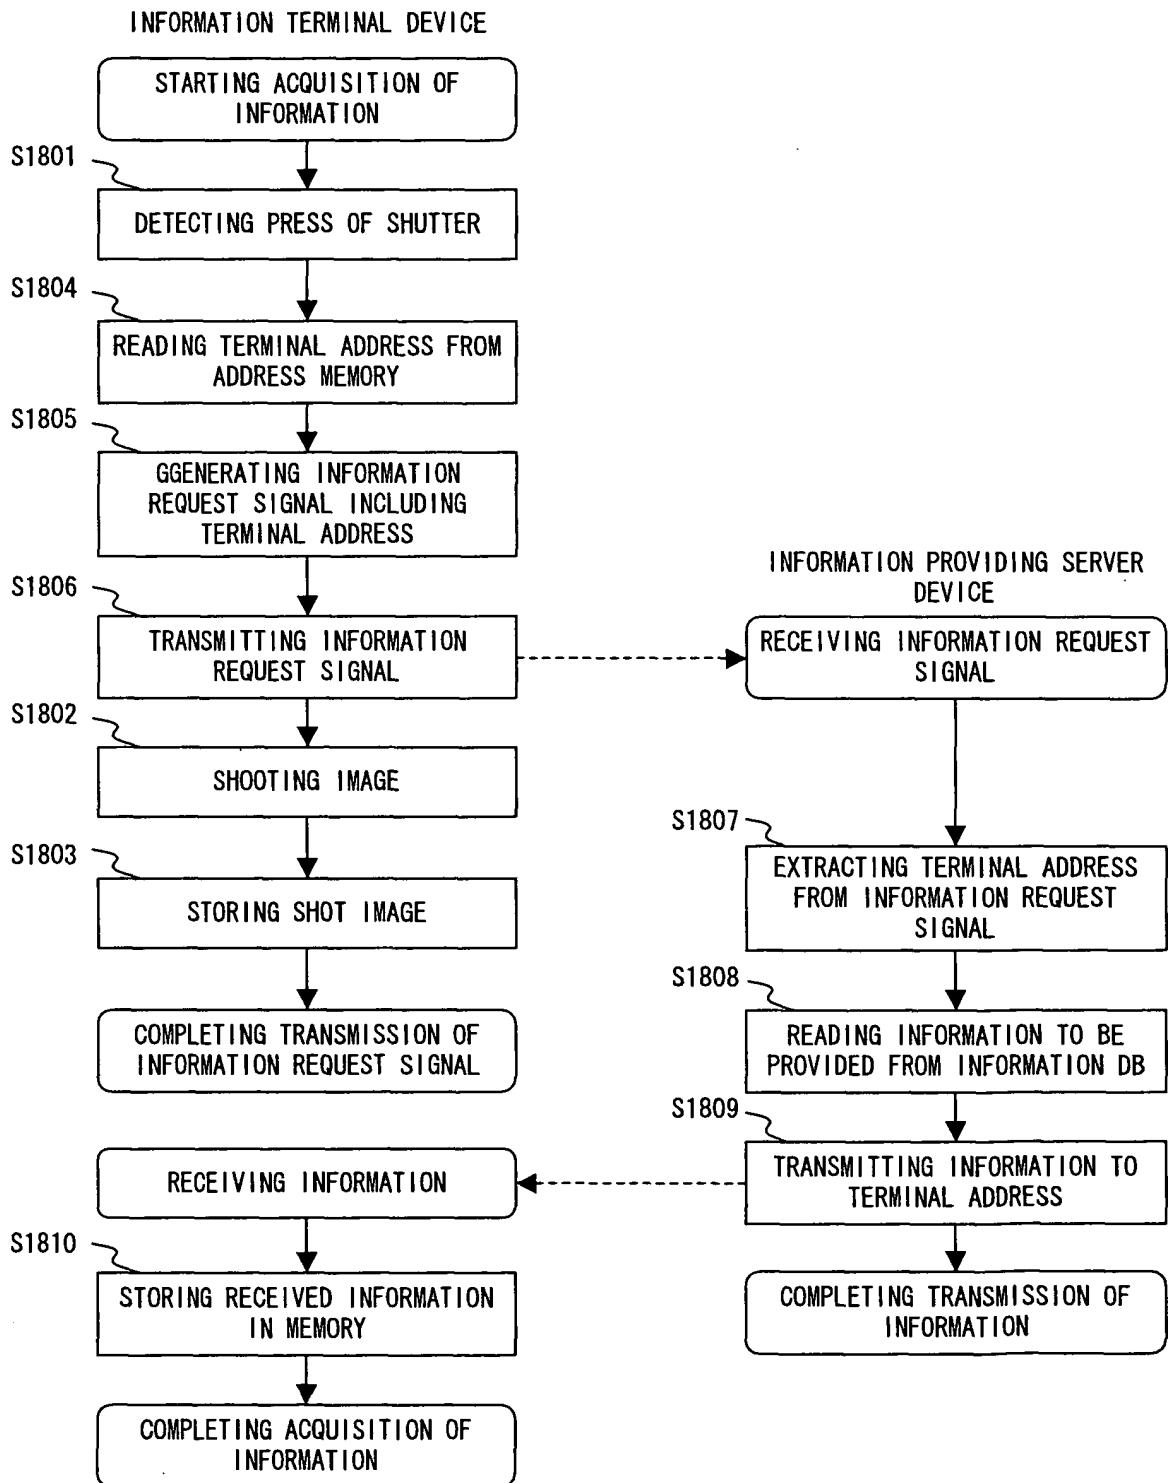 INFORMATION TERMINAL DEVICE
STARTING ACQUISITION OF
INFORMATION
S1801
DETECTING PRESS OF SHUTTER
S1804
READING TERMINAL ADDRESS FROM
ADDRESS MEMORY
S1805
GGENERATING INFORMATION
REQUEST SIGNAL INCLUDING
TERMINAL ADDRESS
S1806
TRANSMITTING INFORMATION
REQUEST SIGNAL
S1802
SHOOTING IMAGE
S1803
STORING SHOT IMAGE
COMPLETING TRANSMISSION OF
INFORMATION REQUEST SIGNAL
INFORMATION PROVIDING SERVER
DEVICE
RECEIVING INFORMATION REQUEST
SIGNAL
S1807
EXTRACTING TERMINAL ADDRESS
FROM INFORMATION REQUEST
SIGNAL
S1808
READING INFORMATION TO BE
PROVIDED FROM INFORMATION DB
S1809
TRANSMITTING INFORMATION TO
TERMINAL ADDRESS
COMPLETING TRANSMISSION OF
INFORMATION
RECEIVING INFORMATION
S1810
STORING RECEIVED INFORMATION
IN MEMORY
COMPLETING ACQUISITION OF
INFORMATION